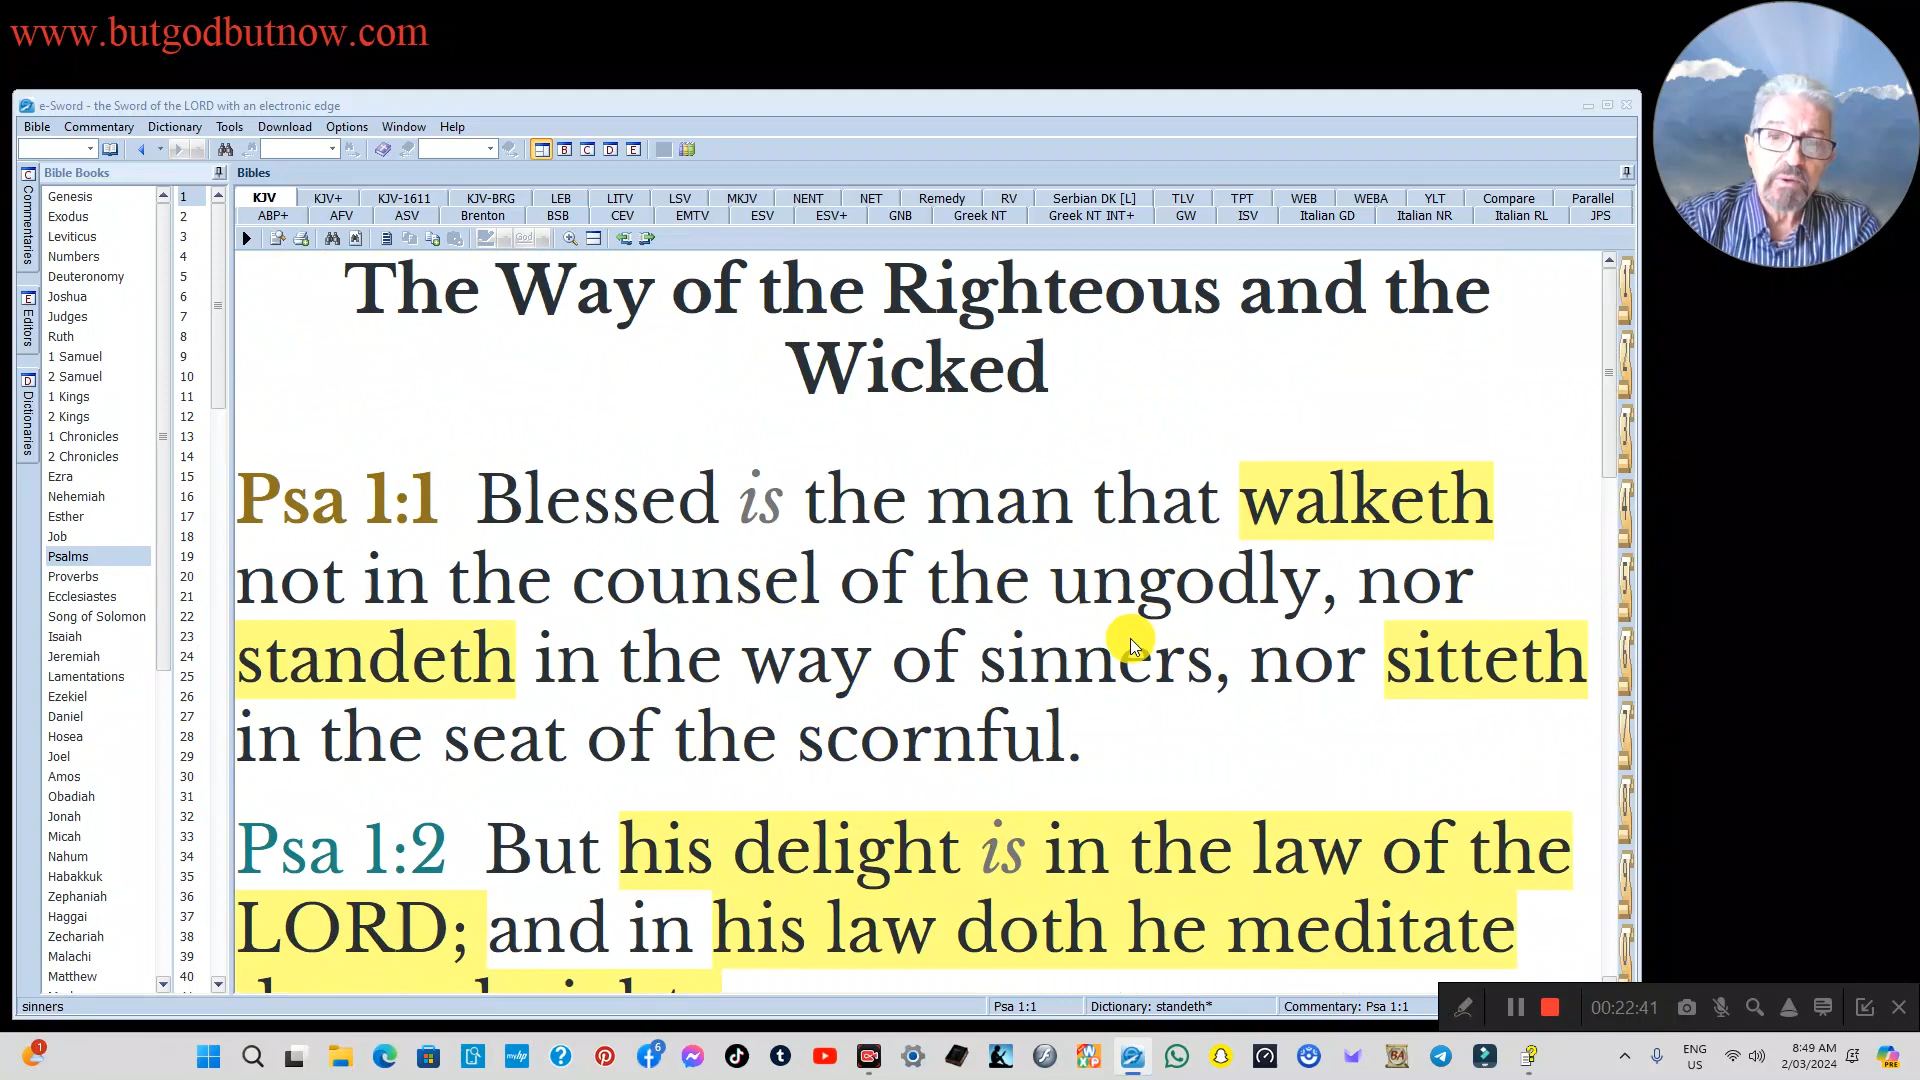 www.butgodbutnow.com
e-Sword - the Sword of the LORD with an electronic edge
Bible Commentary Dictionary Tools Download Options Window Help
B C D E
Bible Books
Bibles
C Commentaries
E Editors
D Dictionaries
KJV KJV+ KJV-1611 KJV-BRG LEB LITV LSV MKJV NENT NET Remedy RV Serbian DK [L] TLV TPT WEB WEBA YLT Compare Parallel
ABP+ AFV ASV Brenton BSB CEV EMTV ESV ESV+ GNB Greek NT Greek NT INT+ GW ISV Italian GD Italian NR Italian RL JPS
Genesis 1
Exodus 2
Leviticus 3
Numbers 4
Deuteronomy 5
Joshua 6
Judges 7
Ruth 8
1 Samuel 9
2 Samuel 10
1 Kings 11
2 Kings 12
1 Chronicles 13
2 Chronicles 14
Ezra 15
Nehemiah 16
Esther 17
Job 18
Psalms 19
Proverbs 20
Ecclesiastes 21
Song of Solomon 22
Isaiah 23
Jeremiah 24
Lamentations 25
Ezekiel 26
Daniel 27
Hosea 28
Joel 29
Amos 30
Obadiah 31
Jonah 32
Micah 33
Nahum 34
Habakkuk 35
Zephaniah 36
Haggai 37
Zechariah 38
Malachi 39
Matthew 40
The Way of the Righteous and the
Wicked
Psa 1:1 Blessed is the man that walketh
not in the counsel of the ungodly, nor
standeth in the way of sinners, nor sitteth
in the seat of the scornful.
Psa 1:2 But his delight is in the law of the
LORD; and in his law doth he meditate
sinners
Psa 1:1
Dictionary: standeth*
Commentary: Psa 1:1
00:22:41
ENG
US
8:49 AM
2/03/2024